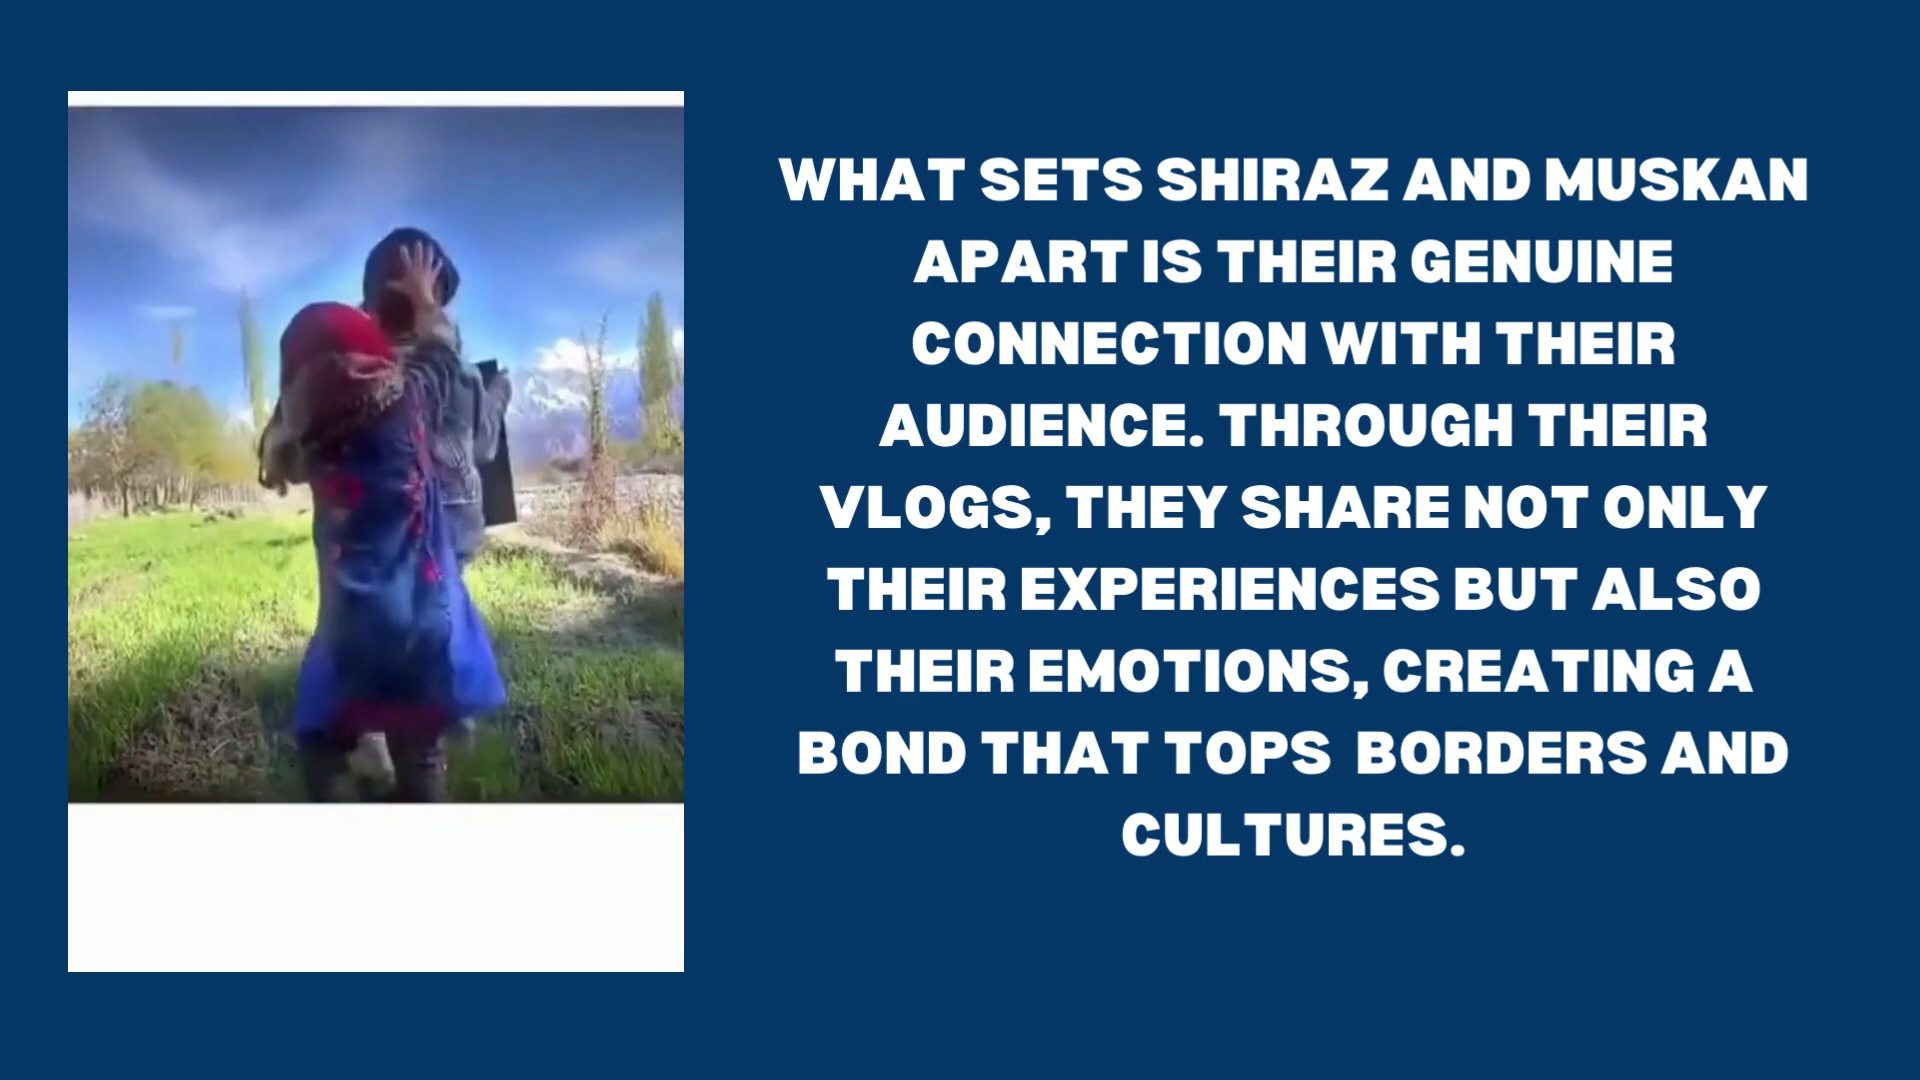 WHAT SETS SHIRAZ AND MUSKAN
APART IS THEIR GENUINE
CONNECTION WITH THEIR
AUDIENCE. THROUGH THEIR
VLOGS, THEY SHARE NOT ONLY
THEIR EXPERIENCES BUT ALSO
THEIR EMOTIONS, CREATING A
BOND THAT TOPS  BORDERS AND
CULTURES.